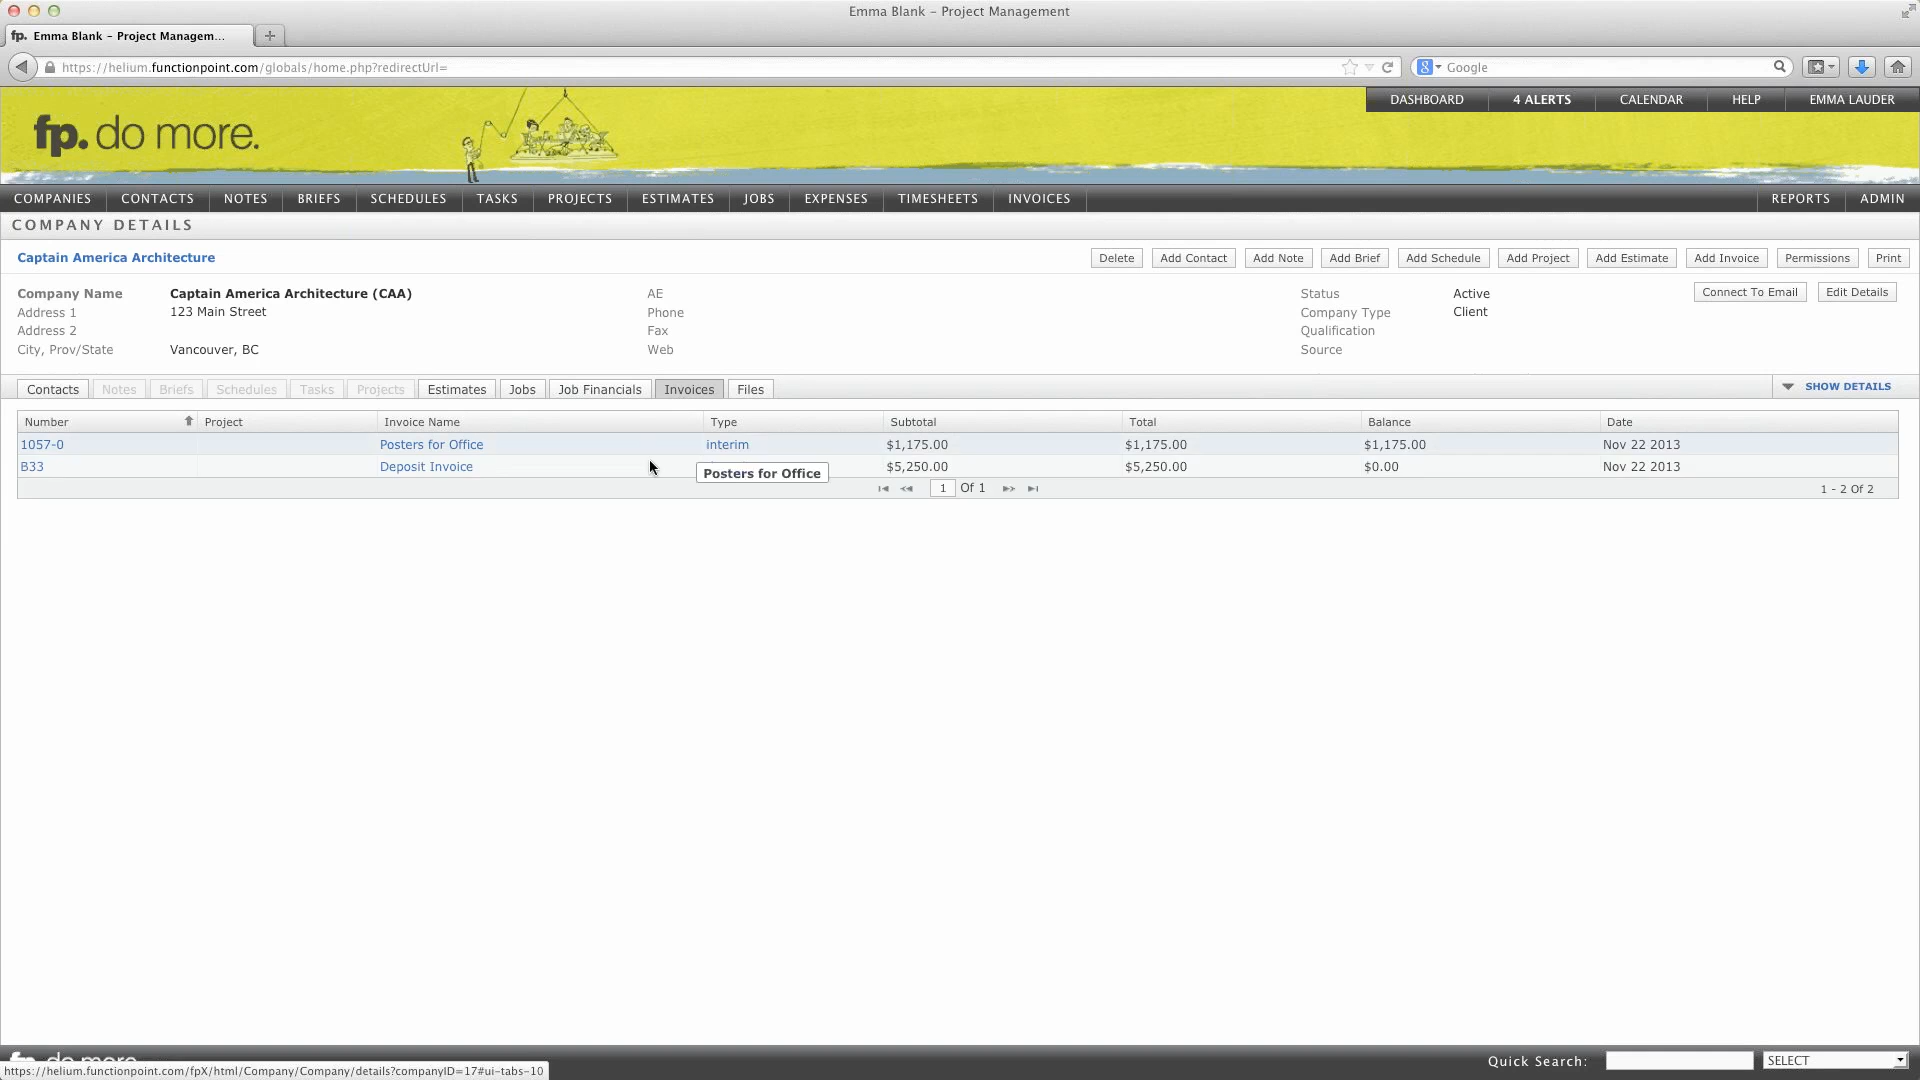 Emma Blank – Project Management
fp. Emma Blank – Project Managem...
https://helium.functionpoint.com/globals/home.php?redirectUrl=
Google
DASHBOARD 4 ALERTS CALENDAR HELP EMMA LAUDER
fp. do more.
COMPANIES CONTACTS NOTES BRIEFS SCHEDULES TASKS PROJECTS ESTIMATES JOBS EXPENSES TIMESHEETS INVOICES REPORTS ADMIN
COMPANY DETAILS
Captain America Architecture Delete Add Contact Add Note Add Brief Add Schedule Add Project Add Estimate Add Invoice Permissions Print
Company Name Captain America Architecture (CAA) AE Status Active Connect To Email Edit Details
Address 1 123 Main Street Phone Company Type Client
Address 2 Fax Qualification
City, Prov/State Vancouver, BC Web Source
Contacts Notes Briefs Schedules Tasks Projects Estimates Jobs Job Financials Invoices Files SHOW DETAILS
Number Project Invoice Name Type Subtotal Total Balance Date
1057-0 Posters for Office interim $1,175.00 $1,175.00 $1,175.00 Nov 22 2013
B33 Deposit Invoice $5,250.00 $5,250.00 $0.00 Nov 22 2013
Posters for Office
1 Of 1 1 - 2 Of 2
fp. do more.
Quick Search: SELECT
https://helium.functionpoint.com/fpX/html/Company/Company/details?companyID=17#ui-tabs-10